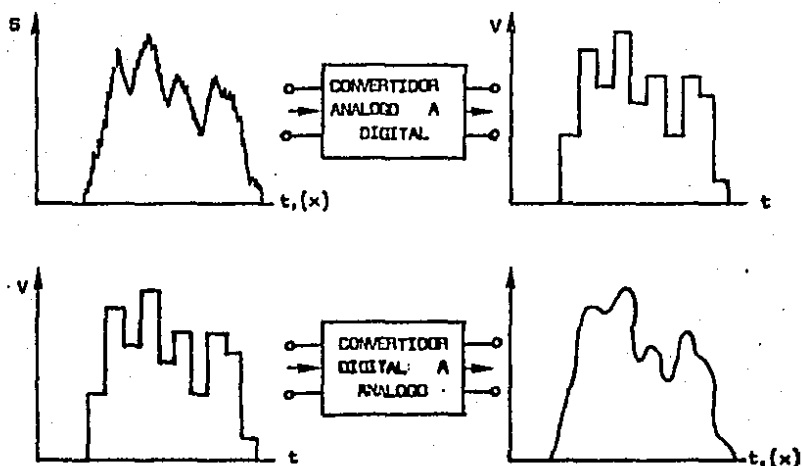 S
t,(x)
CONVERTIDOR
ANALOGO A
DIGITAL
V
t
V
t
CONVERTIDOR
DIGITAL A
ANALOGO
t,(x)